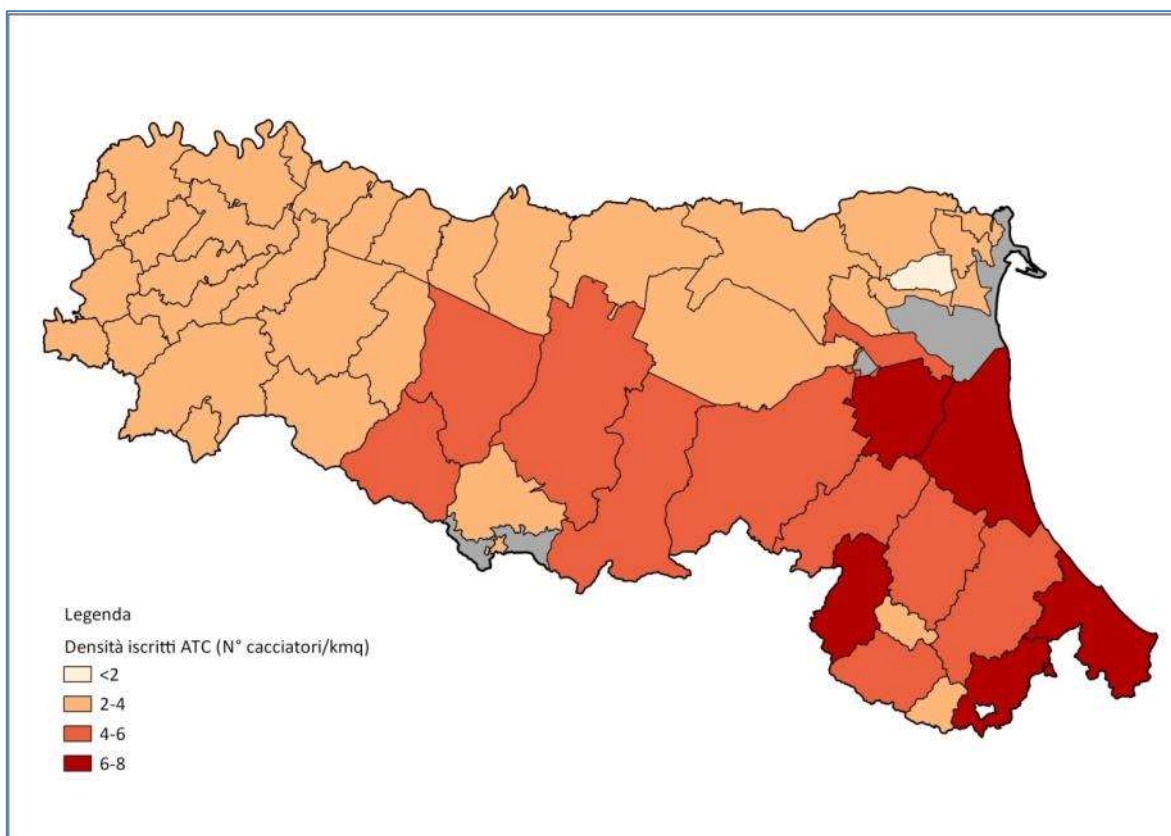 Legenda
Densità iscritti ATC (N° cacciatori/kmq)
<2
2-4
4-6
6-8